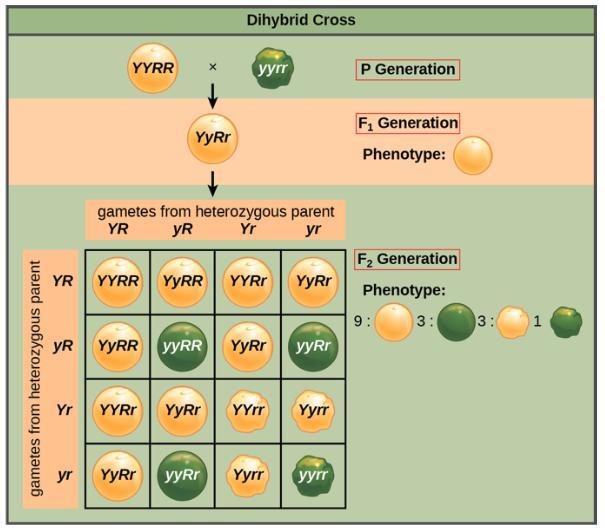 Dihybrid Cross
YYRR × yyrr P Generation
F₁ Generation
YyRr Phenotype:
gametes from heterozygous parent
YR yR Yr yr
gametes from heterozygous parent
F₂ Generation
Phenotype:
9 : 3 : 3 : 1
YR YYRR YyRR YYRr YyRr
yR YyRR yyRR YyRr yyRr
Yr YYRr YyRr YYrr Yyrr
yr YyRr yyRr Yyrr yyrr